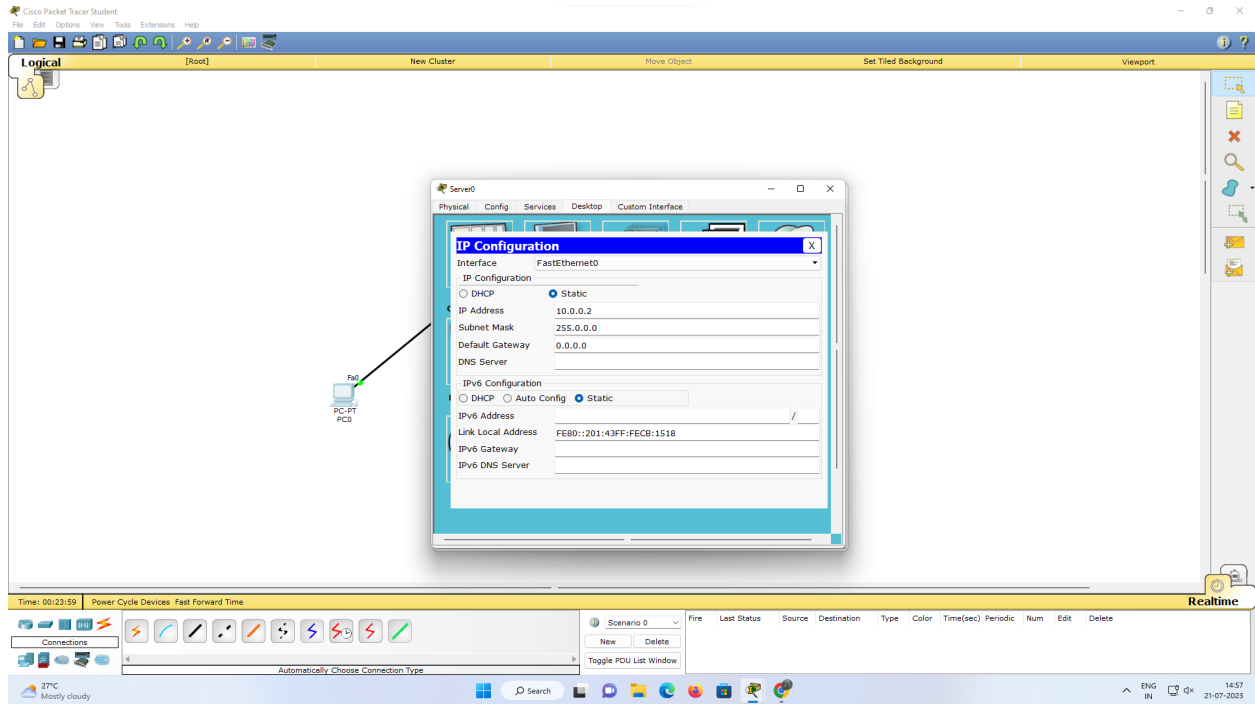 Cisco Packet Tracer Student
File Edit Options View Tools Extensions Help
Logical [Root] New Cluster Move Object Set Tiled Background Viewport
Server0
Physical Config Services Desktop Custom Interface
IP Configuration X
Interface FastEthernet0
IP Configuration
DHCP Static
IP Address 10.0.0.2
Subnet Mask 255.0.0.0
Default Gateway 0.0.0.0
DNS Server
IPv6 Configuration
DHCP Auto Config Static
IPv6 Address /
Link Local Address FE80::201:43FF:FECB:1518
IPv6 Gateway
IPv6 DNS Server
Fa0
PC-PT
PC0
Time: 00:23:59 Power Cycle Devices Fast Forward Time Realtime
Connections
Automatically Choose Connection Type
Scenario 0
New Delete
Toggle PDU List Window
Fire Last Status Source Destination Type Color Time(sec) Periodic Num Edit Delete
27°C
Mostly cloudy
Search
ENG
IN
14:57
21-07-2023